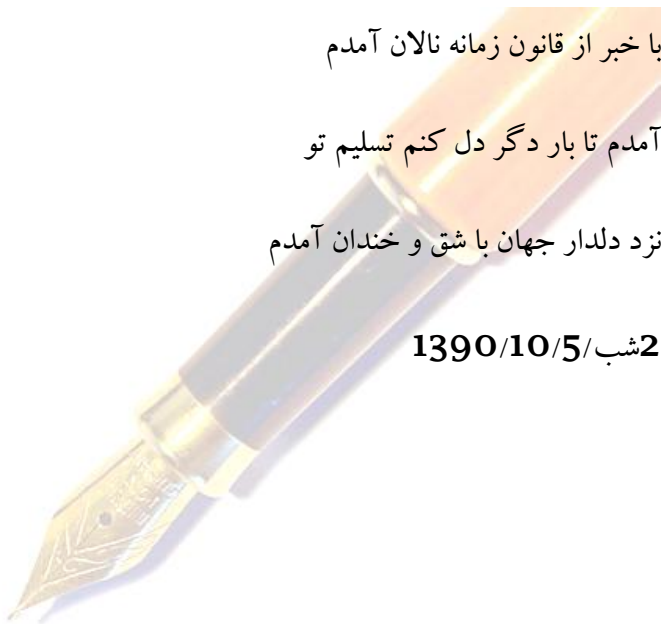 با خبر از قانون زمانه نالان آمدم
آمدم تا بار دگر دل کنم تسلیم تو
نزد دلدار جهان با شق و خندان آمدم
2شب/1390/10/5